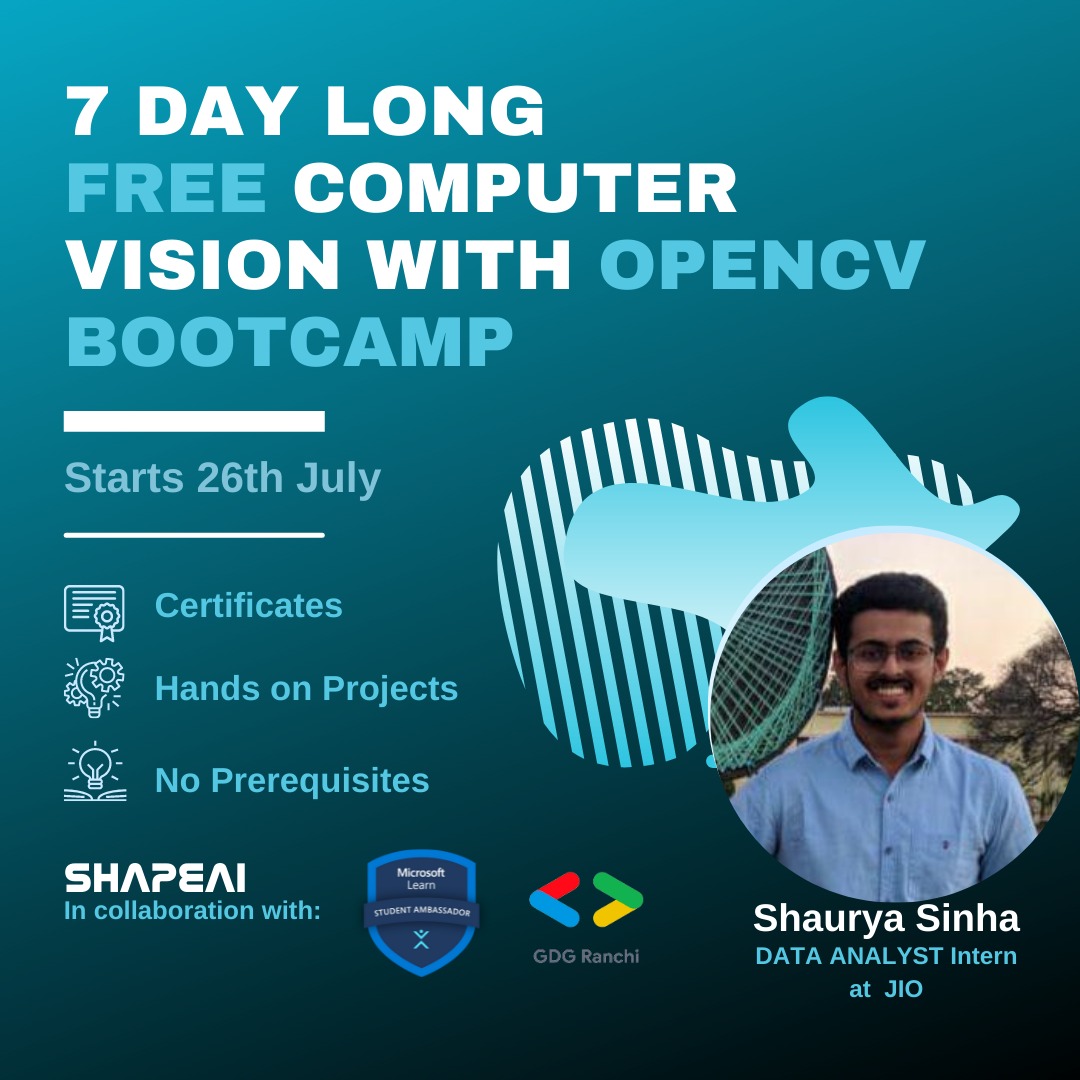 7 DAY LONG
FREE COMPUTER
VISION WITH OPENCV
BOOTCAMP
Starts 26th July
Certificates
Hands on Projects
No Prerequisites
SHAPEAI
In collaboration with:
Microsoft
Learn
STUDENT AMBASSADOR
GDG Ranchi
Shaurya Sinha
DATA ANALYST Intern
at JIO